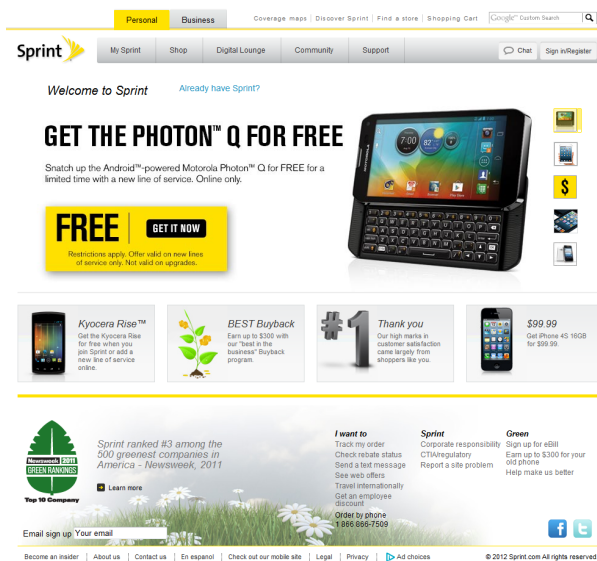 Personal
Business
Coverage maps | Discover Sprint | Find a store | Shopping Cart
Google™ Custom Search
Sprint
My Sprint
Shop
Digital Lounge
Community
Support
Chat
Sign in/Register
Welcome to Sprint
Already have Sprint?
GET THE PHOTON™ Q FOR FREE
Snatch up the Android™-powered Motorola Photon™ Q for FREE for a
limited time with a new line of service. Online only.
FREE
GET IT NOW
Restrictions apply. Offer valid on new lines
of service only. Not valid on upgrades.
7:00
82°
$
Kyocera Rise™
Get the Kyocera Rise
for free when you
join Sprint or add a
new line of service
online.
BEST Buyback
Earn up to $300 with
our "best in the
business" Buyback
program.
#1
Thank you
Our high marks in
customer satisfaction
came largely from
shoppers like you.
$99.99
Get iPhone 4S 16GB
for $99.99.
Newsweek 2011
GREEN RANKINGS
Top 10 Company
Sprint ranked #3 among the
500 greenest companies in
America - Newsweek, 2011
Learn more
I want to
Track my order
Check rebate status
Send a text message
See web offers
Travel internationally
Get an employee
discount
Order by phone
1 866 866-7509
Sprint
Corporate responsibility
CTIA/regulatory
Report a site problem
Green
Sign up for eBill
Earn up to $300 for your
old phone
Help make us better
Email sign up
Your email
Become an insider | About us | Contact us | En espanol | Check out our mobile site | Legal | Privacy | Ad choices
© 2012 Sprint.com All rights reserved